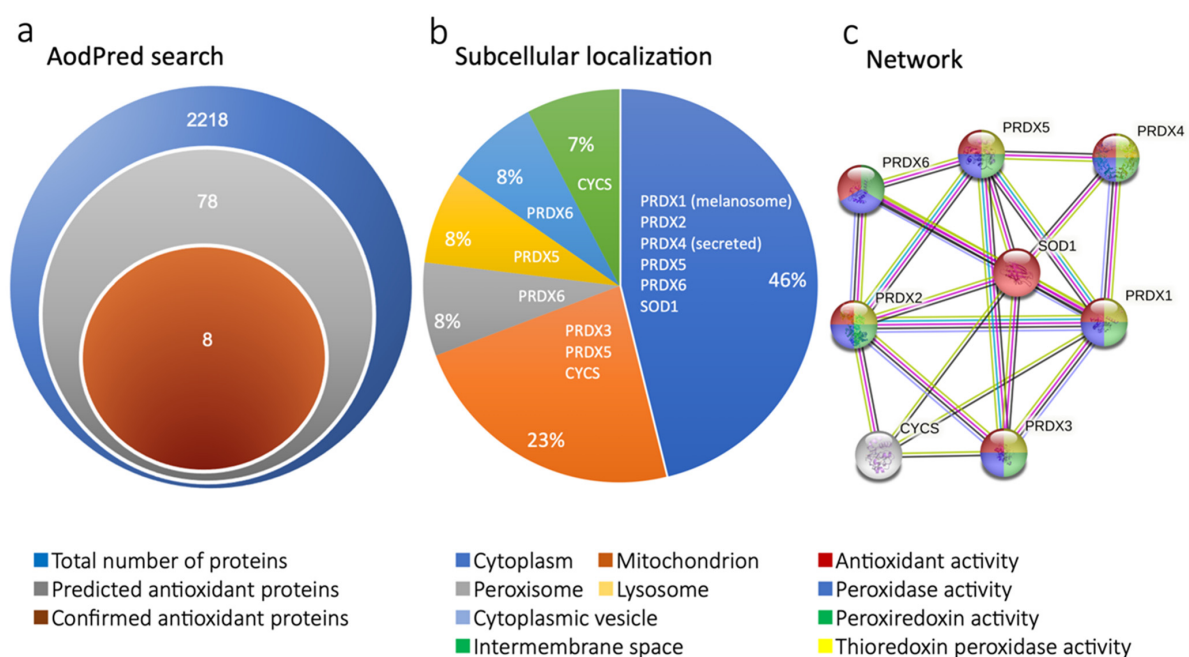 a
AodPred search
2218
78
8
Total number of proteins
Predicted antioxidant proteins
Confirmed antioxidant proteins
b
Subcellular localization
7%
CYCS
8%
PRDX6
8%
PRDX5
PRDX6
8%
PRDX3
PRDX5
CYCS
23%
PRDX1 (melanosome)
PRDX2
PRDX4 (secreted)
PRDX5
PRDX6
SOD1
46%
Cytoplasm
Mitochondrion
Peroxisome
Lysosome
Cytoplasmic vesicle
Intermembrane space
c
Network
PRDX5
PRDX4
PRDX6
SOD1
PRDX2
PRDX1
CYCS
PRDX3
Antioxidant activity
Peroxidase activity
Peroxiredoxin activity
Thioredoxin peroxidase activity